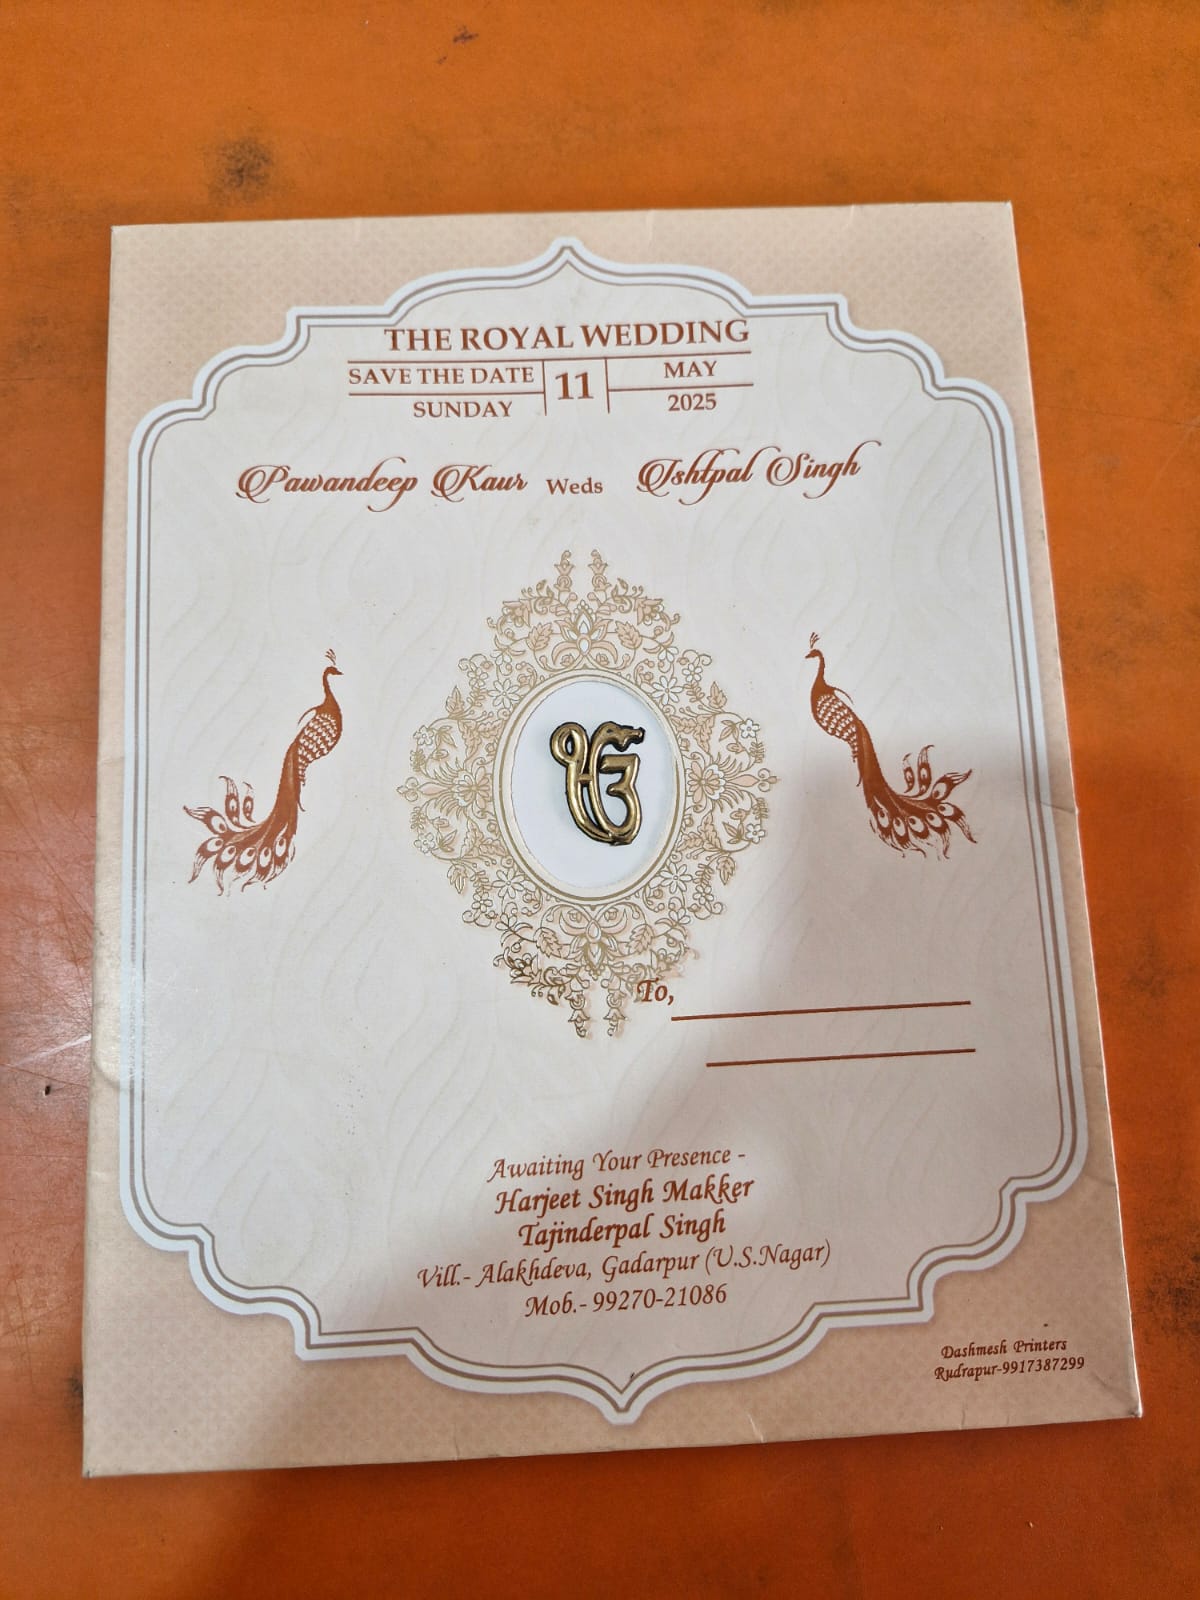 THE ROYAL WEDDING
SAVE THE DATE
SUNDAY
11
MAY
2025
Pawandeep Kaur Weds Ishtpal Singh
ੴ
To,
Awaiting Your Presence -
Harjeet Singh Makker
Tajinderpal Singh
Vill.- Alakhdeva, Gadarpur (U.S.Nagar)
Mob.- 99270-21086
Dashmesh Printers
Rudrapur-9917387299